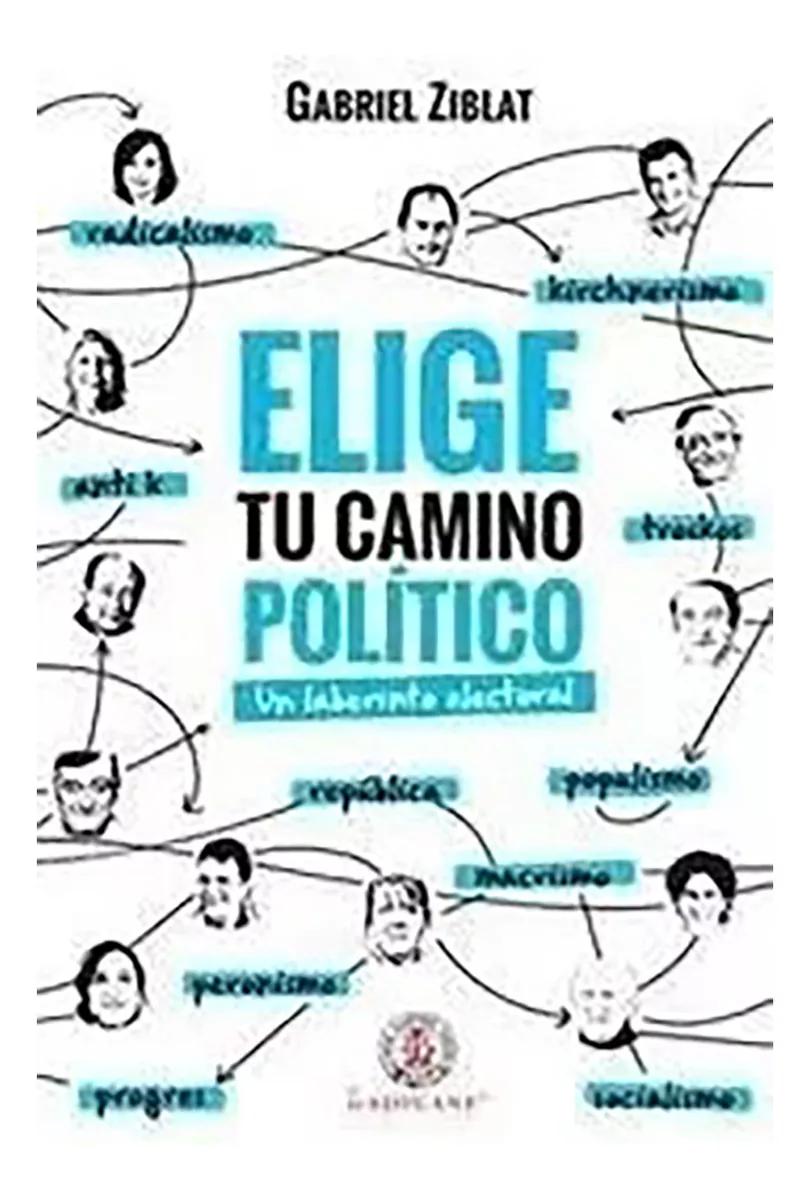 GABRIEL ZIBLAT
radicalismo
kirchnerismo
ELIGE
anti k
TU CAMINO
troskos
POLÍTICO
Un laberinto electoral
república
populismo
macrismo
peronismo
progres
socialismo